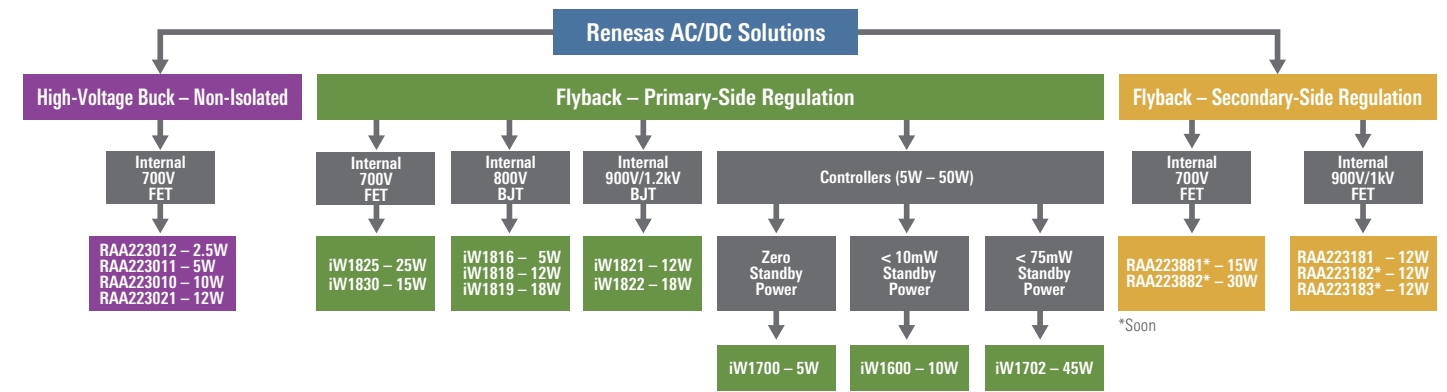 Renesas AC/DC Solutions
High-Voltage Buck – Non-Isolated
Flyback – Primary-Side Regulation
Flyback – Secondary-Side Regulation
Internal
700V
FET
Internal
700V
FET
Internal
800V
BJT
Internal
900V/1.2kV
BJT
Controllers (5W – 50W)
Internal
700V
FET
Internal
900V/1kV
FET
RAA223012 – 2.5W
RAA223011 – 5W
RAA223010 – 10W
RAA223021 – 12W
iW1825 – 25W
iW1830 – 15W
iW1816 – 5W
iW1818 – 12W
iW1819 – 18W
iW1821 – 12W
iW1822 – 18W
Zero
Standby
Power
< 10mW
Standby
Power
< 75mW
Standby
Power
RAA223881* – 15W
RAA223882* – 30W
RAA223181 – 12W
RAA223182* – 12W
RAA223183* – 12W
*Soon
iW1700 – 5W
iW1600 – 10W
iW1702 – 45W